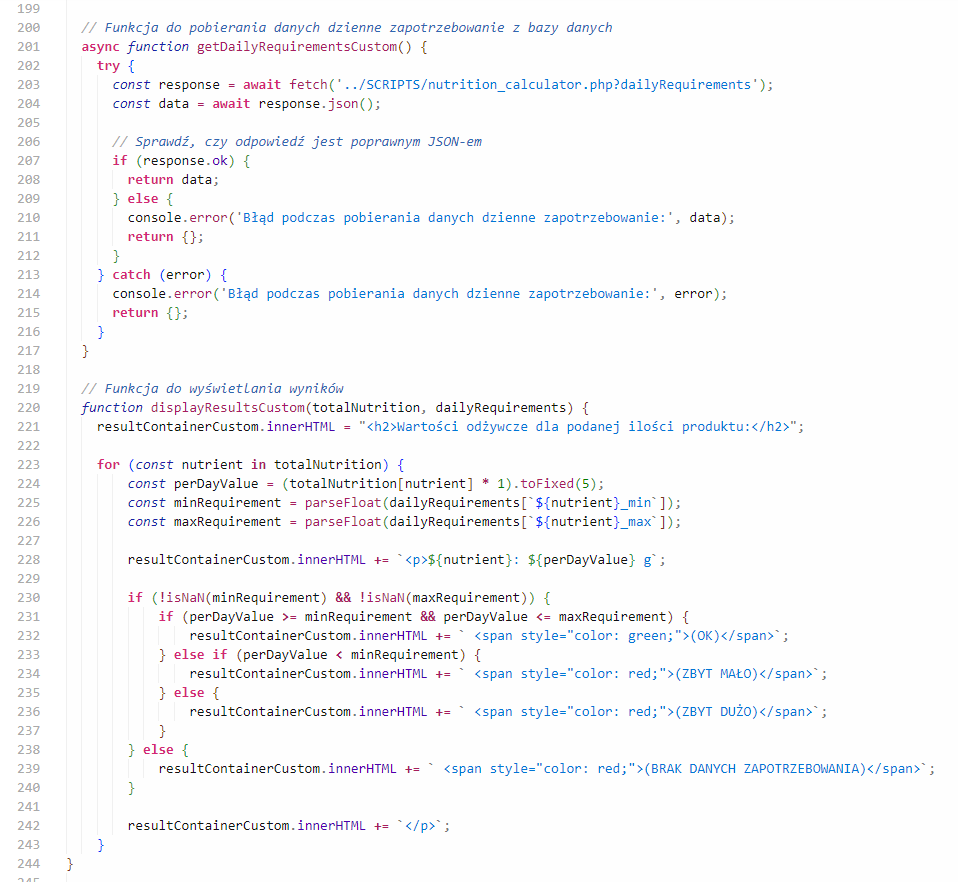 199
200 // Funkcja do pobierania danych dzienne zapotrzebowanie z bazy danych
201 async function getDailyRequirementsCustom() {
202 try {
203 const response = await fetch('../SCRIPTS/nutrition_calculator.php?dailyRequirements');
204 const data = await response.json();
205
206 // Sprawdź, czy odpowiedź jest poprawnym JSON-em
207 if (response.ok) {
208 return data;
209 } else {
210 console.error('Błąd podczas pobierania danych dzienne zapotrzebowanie:', data);
211 return {};
212 }
213 } catch (error) {
214 console.error('Błąd podczas pobierania danych dzienne zapotrzebowanie:', error);
215 return {};
216 }
217 }
218
219 // Funkcja do wyświetlania wyników
220 function displayResultsCustom(totalNutrition, dailyRequirements) {
221 resultContainerCustom.innerHTML = "<h2>Wartości odżywcze dla podanej ilości produktu:</h2>";
222
223 for (const nutrient in totalNutrition) {
224 const perDayValue = (totalNutrition[nutrient] * 1).toFixed(5);
225 const minRequirement = parseFloat(dailyRequirements[`${nutrient}_min`]);
226 const maxRequirement = parseFloat(dailyRequirements[`${nutrient}_max`]);
227
228 resultContainerCustom.innerHTML += `<p>${nutrient}: ${perDayValue} g`;
229
230 if (!isNaN(minRequirement) && !isNaN(maxRequirement)) {
231 if (perDayValue >= minRequirement && perDayValue <= maxRequirement) {
232 resultContainerCustom.innerHTML += ` <span style="color: green;">(OK)</span>`;
233 } else if (perDayValue < minRequirement) {
234 resultContainerCustom.innerHTML += ` <span style="color: red;">(ZBYT MAŁO)</span>`;
235 } else {
236 resultContainerCustom.innerHTML += ` <span style="color: red;">(ZBYT DUŻO)</span>`;
237 }
238 } else {
239 resultContainerCustom.innerHTML += ` <span style="color: red;">(BRAK DANYCH ZAPOTRZEBOWANIA)</span>`;
240 }
241
242 resultContainerCustom.innerHTML += `</p>`;
243 }
244 }